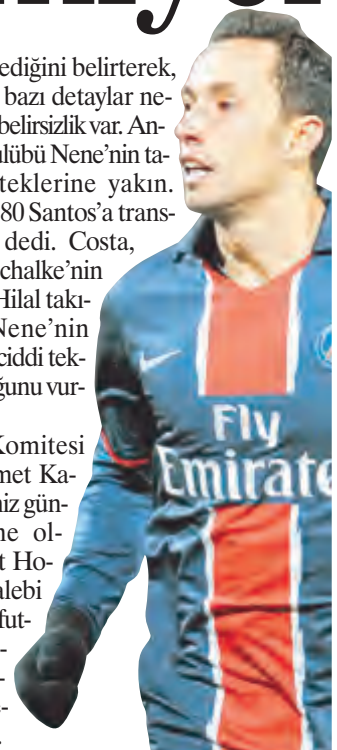 ediğini belirterek,
bazı detaylar ne-
belirsizlik var. An-
ulübü Nene'nin ta-
teklerine yakın.
80 Santos'a trans-
dedi. Costa,
chalke'nin
Hilal takı-
Nene'nin
ciddi tek-
ğunu vur-
Komitesi
met Ka-
niz gün-
ne ol-
t Ho-
alebi
fut-
-
-
e-
.
Fly
Emirate